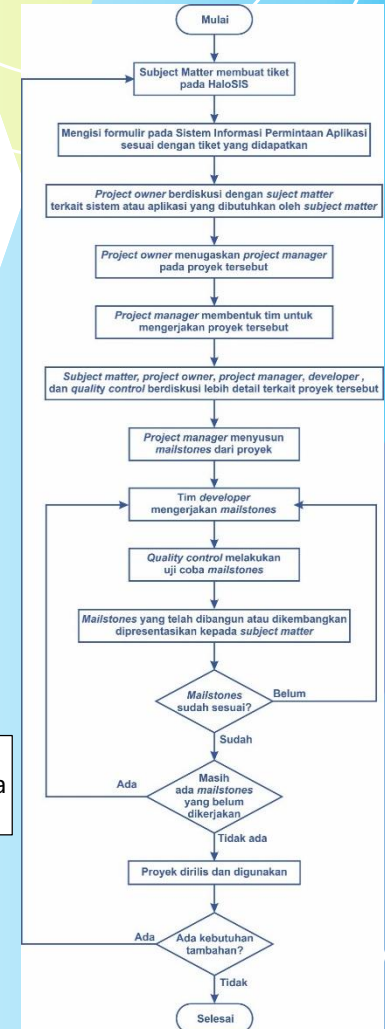 Mulai
Subject Matter membuat tiket
pada HaloSIS
Mengisi formulir pada Sistem Informasi Permintaan Aplikasi
sesuai dengan tiket yang didapatkan
Project owner berdiskusi dengan suject matter
terkait sistem atau aplikasi yang dibutuhkan oleh subject matter
Project owner menugaskan project manager
pada proyek tersebut
Project manager membentuk tim untuk
mengerjakan proyek tersebut
Subject matter, project owner, project manager, developer ,
dan quality control berdiskusi lebih detail terkait proyek tersebut
Project manager menyusun
mailstones dari proyek
Tim developer
mengerjakan mailstones
Quality control melakukan
uji coba mailstones
Mailstones yang telah dibangun atau dikembangkan
dipresentasikan kepada subject matter
Mailstones
sudah sesuai?
Belum
Sudah
Masih
ada mailstones
yang belum
dikerjakan
Ada
Tidak ada
Proyek dirilis dan digunakan
Ada kebutuhan
tambahan?
Ada
Tidak
Selesai